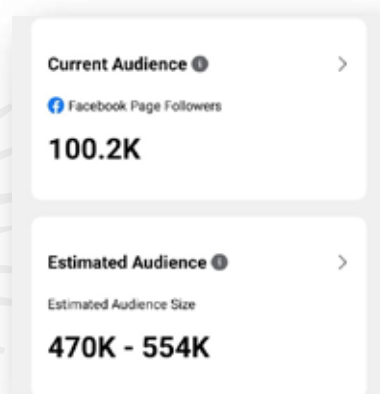 Current Audience
Facebook Page Followers
100.2K
Estimated Audience
Estimated Audience Size
470K - 554K